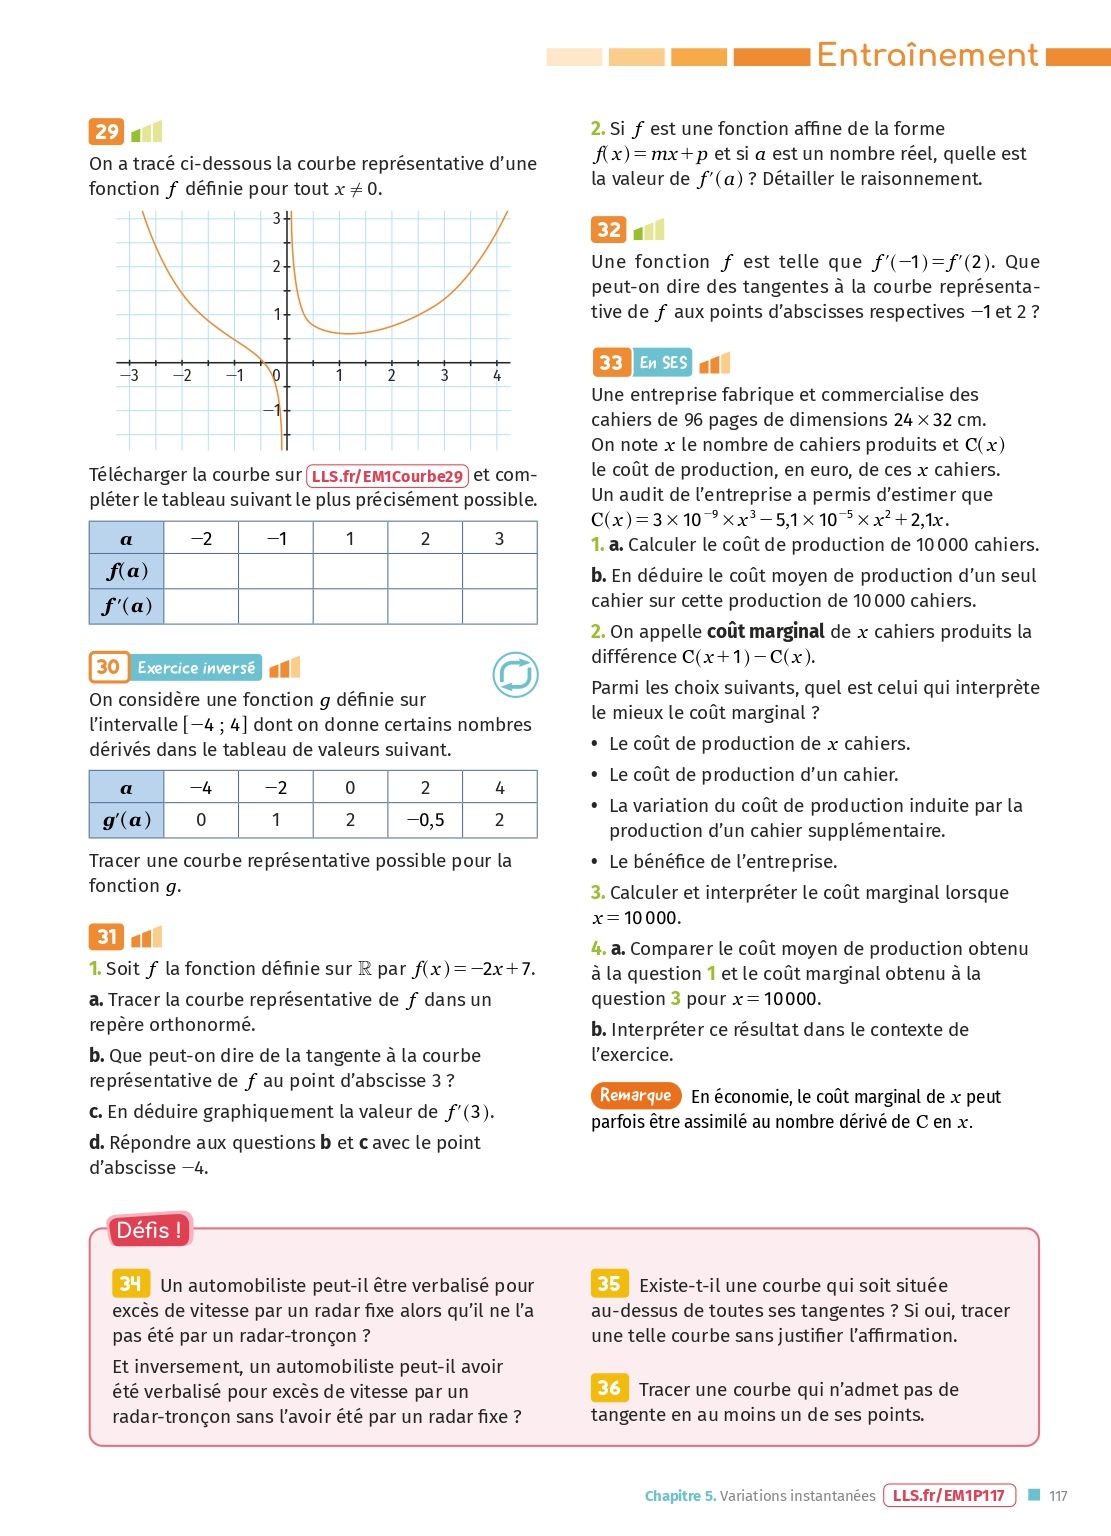 Entraînement
29
On a tracé ci-dessous la courbe représentative d'une
fonction f définie pour tout x ≠ 0.
3
2
1
−3 −2 −1 0 1 2 3 4
−1
Télécharger la courbe sur LLS.fr/EM1Courbe29 et com-
pléter le tableau suivant le plus précisément possible.
a −2 −1 1 2 3
f(a)
f′(a)
30 Exercice inversé
On considère une fonction g définie sur
l'intervalle [−4 ; 4] dont on donne certains nombres
dérivés dans le tableau de valeurs suivant.
a −4 −2 0 2 4
g′(a) 0 1 2 −0,5 2
Tracer une courbe représentative possible pour la
fonction g.
31
1. Soit f la fonction définie sur ℝ par f(x) = −2x + 7.
a. Tracer la courbe représentative de f dans un
repère orthonormé.
b. Que peut-on dire de la tangente à la courbe
représentative de f au point d'abscisse 3 ?
c. En déduire graphiquement la valeur de f′(3).
d. Répondre aux questions b et c avec le point
d'abscisse −4.
2. Si f est une fonction affine de la forme
f(x) = mx + p et si a est un nombre réel, quelle est
la valeur de f′(a) ? Détailler le raisonnement.
32
Une fonction f est telle que f′(−1) = f′(2). Que
peut-on dire des tangentes à la courbe représenta-
tive de f aux points d'abscisses respectives −1 et 2 ?
33 En SES
Une entreprise fabrique et commercialise des
cahiers de 96 pages de dimensions 24 × 32 cm.
On note x le nombre de cahiers produits et C(x)
le coût de production, en euro, de ces x cahiers.
Un audit de l'entreprise a permis d'estimer que
C(x) = 3 × 10⁻⁹ × x³ − 5,1 × 10⁻⁵ × x² + 2,1x.
1. a. Calculer le coût de production de 10 000 cahiers.
b. En déduire le coût moyen de production d'un seul
cahier sur cette production de 10 000 cahiers.
2. On appelle coût marginal de x cahiers produits la
différence C(x + 1) − C(x).
Parmi les choix suivants, quel est celui qui interprète
le mieux le coût marginal ?
• Le coût de production de x cahiers.
• Le coût de production d'un cahier.
• La variation du coût de production induite par la
production d'un cahier supplémentaire.
• Le bénéfice de l'entreprise.
3. Calculer et interpréter le coût marginal lorsque
x = 10 000.
4. a. Comparer le coût moyen de production obtenu
à la question 1 et le coût marginal obtenu à la
question 3 pour x = 10 000.
b. Interpréter ce résultat dans le contexte de
l'exercice.
Remarque En économie, le coût marginal de x peut
parfois être assimilé au nombre dérivé de C en x.
Défis !
34 Un automobiliste peut-il être verbalisé pour
excès de vitesse par un radar fixe alors qu'il ne l'a
pas été par un radar-tronçon ?
Et inversement, un automobiliste peut-il avoir
été verbalisé pour excès de vitesse par un
radar-tronçon sans l'avoir été par un radar fixe ?
35 Existe-t-il une courbe qui soit située
au-dessus de toutes ses tangentes ? Si oui, tracer
une telle courbe sans justifier l'affirmation.
36 Tracer une courbe qui n'admet pas de
tangente en au moins un de ses points.
Chapitre 5. Variations instantanées LLS.fr/EM1P117 117